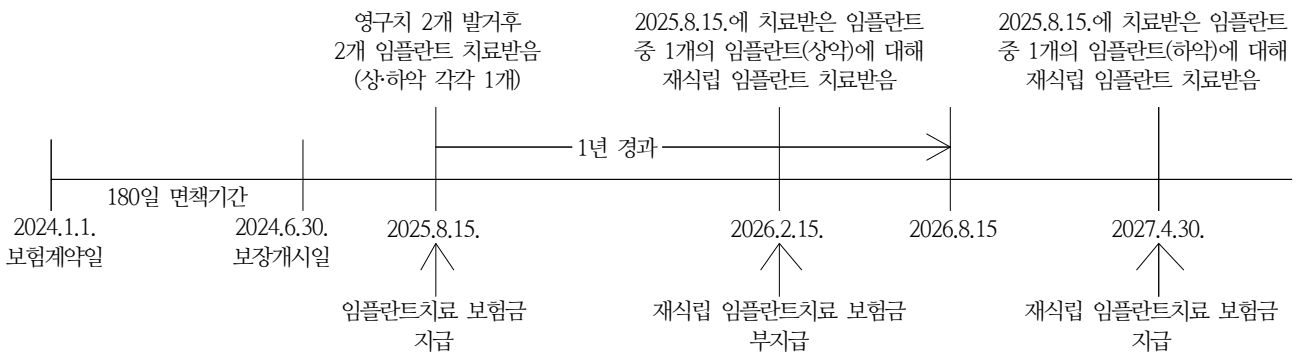 영구치 2개 발거후
2개 임플란트 치료받음
(상·하악 각각 1개)
2025.8.15.에 치료받은 임플란트
중 1개의 임플란트(상악)에 대해
재식립 임플란트 치료받음
2025.8.15.에 치료받은 임플란트
중 1개의 임플란트(하악)에 대해
재식립 임플란트 치료받음
1년 경과
180일 면책기간
2024.1.1.
보험계약일
2024.6.30.
보장개시일
2025.8.15.
2026.2.15.
2026.8.15
2027.4.30.
임플란트치료 보험금
지급
재식립 임플란트치료 보험금
부지급
재식립 임플란트치료 보험금
지급